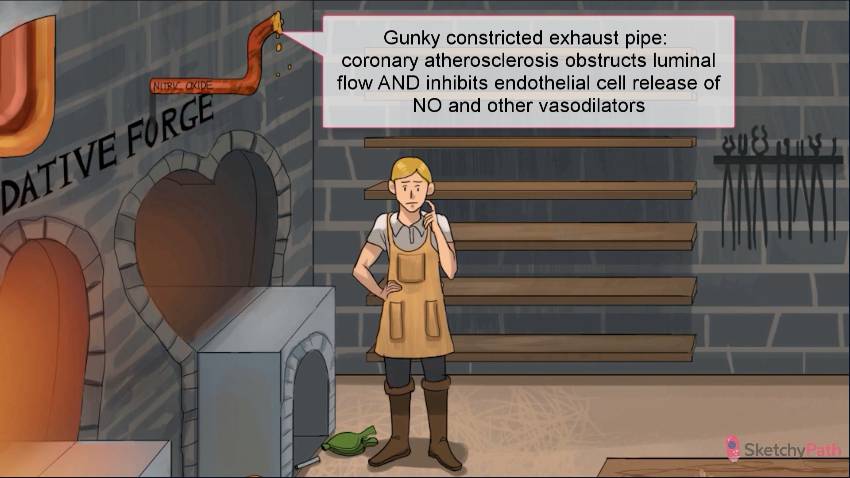 Gunky constricted exhaust pipe:
coronary atherosclerosis obstructs luminal
flow AND inhibits endothelial cell release of
NO and other vasodilators
NITRIC OXIDE
DATIVE FORGE
SketchyPath